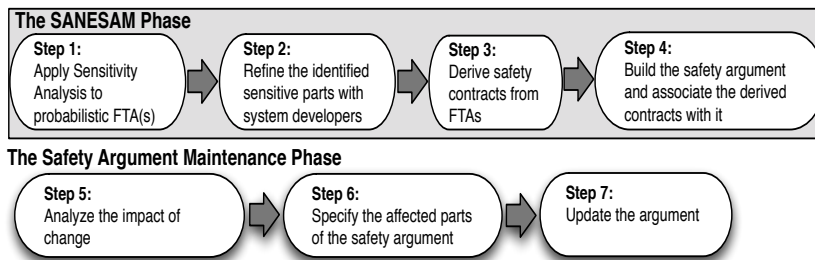 The SANESAM Phase
Step 1:
Apply Sensitivity
Analysis to
probabilistic FTA(s)
Step 2:
Refine the identified
sensitive parts with
system developers
Step 3:
Derive safety
contracts from
FTAs
Step 4:
Build the safety argument
and associate the derived
contracts with it
The Safety Argument Maintenance Phase
Step 5:
Analyze the impact of
change
Step 6:
Specify the affected parts
of the safety argument
Step 7:
Update the argument